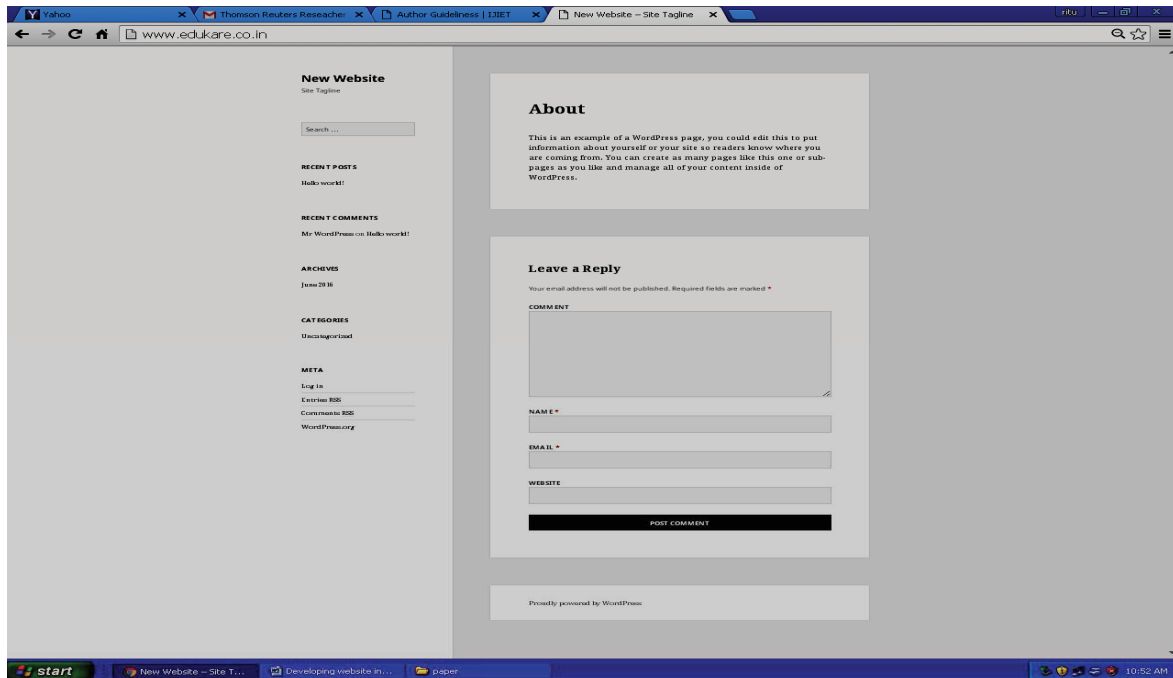 Yahoo
Thomson Reuters Reseacher
Author Guideliness | IJIET
New Website – Site Tagline
ritu
www.edukare.co.in
New Website
Site Tagline
Search ...
RECENT POSTS
Hello world!
RECENT COMMENTS
Mr WordPress on Hello world!
ARCHIVES
June 2016
CATEGORIES
Uncategorized
META
Log in
Entries RSS
Comments RSS
WordPress.org
About
This is an example of a WordPress page, you could edit this to put
information about yourself or your site so readers know where you
are coming from. You can create as many pages like this one or sub-
pages as you like and manage all of your content inside of
WordPress.
Leave a Reply
Your email address will not be published. Required fields are marked *
COMMENT
NAME *
EMAIL *
WEBSITE
POST COMMENT
Proudly powered by WordPress
start
New Website – Site T...
Developing website in...
paper
10:52 AM